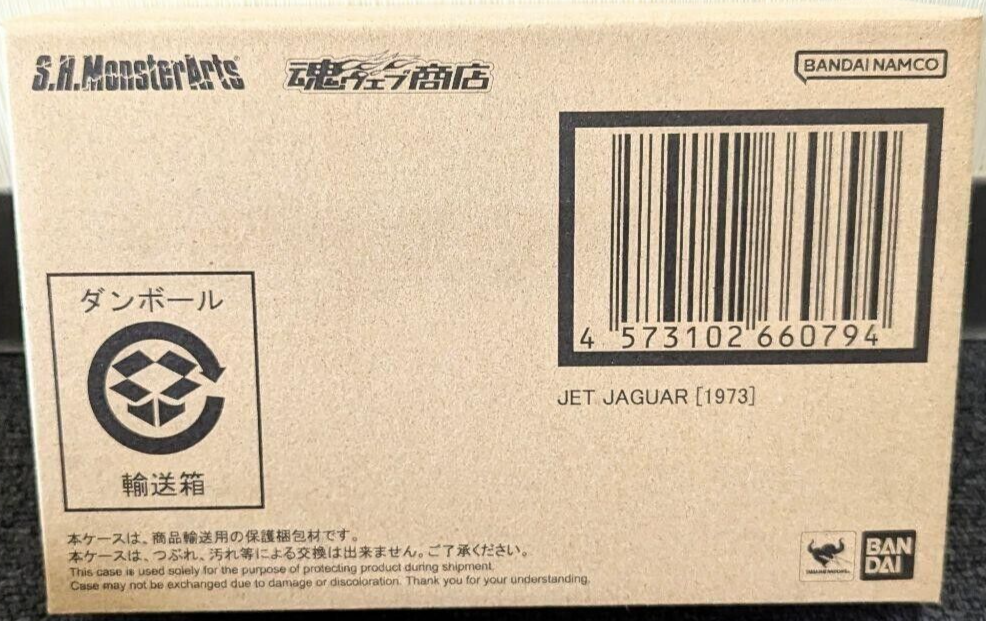 S.H.MonsterArts
魂ウェブ商店
BANDAI NAMCO
4 573102 660794
JET JAGUAR [1973]
ダンボール
輸送箱
本ケースは、商品輸送用の保護梱包材です。
本ケースは、つぶれ、汚れ等による交換は出来ません。ご了承ください。
This case is used solely for the purpose of protecting product during shipment.
Case may not be exchanged due to damage or discoloration. Thank you for your understanding.
BAN
DAI